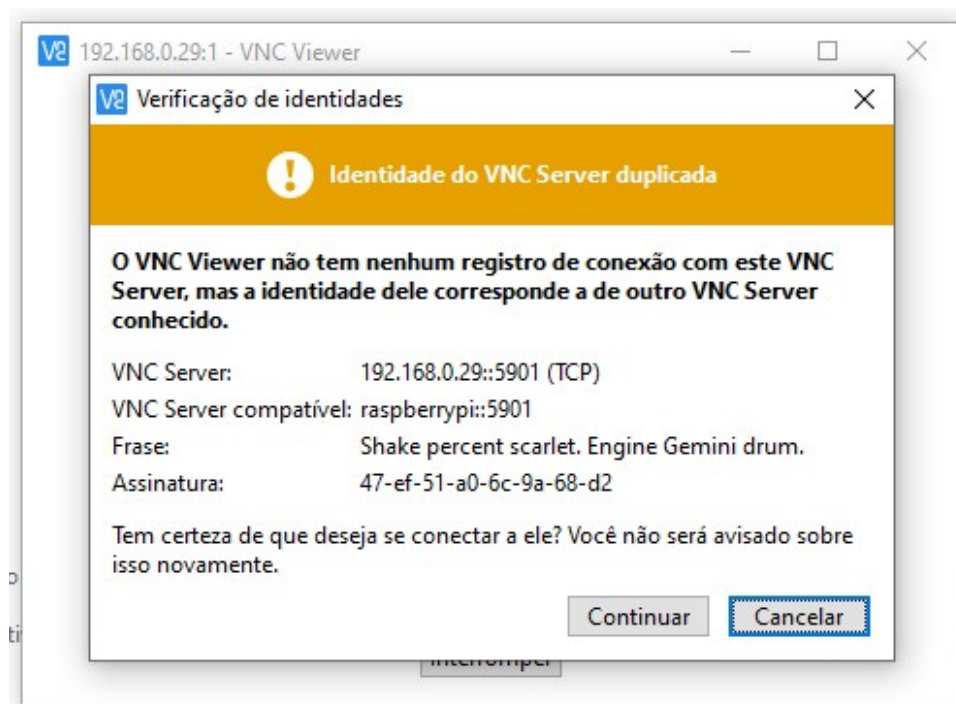 192.168.0.29:1 - VNC Viewer
Verificação de identidades
Identidade do VNC Server duplicada
O VNC Viewer não tem nenhum registro de conexão com este VNC
Server, mas a identidade dele corresponde a de outro VNC Server
conhecido.
VNC Server: 192.168.0.29::5901 (TCP)
VNC Server compatível: raspberrypi::5901
Frase: Shake percent scarlet. Engine Gemini drum.
Assinatura: 47-ef-51-a0-6c-9a-68-d2
Tem certeza de que deseja se conectar a ele? Você não será avisado sobre
isso novamente.
Continuar Cancelar
Interromper